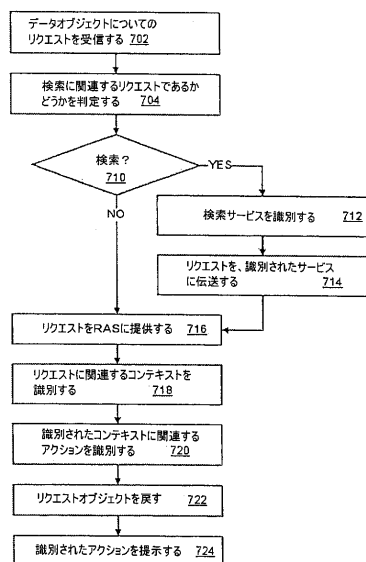 データオブジェクトについての
リクエストを受信する 702
検索に関連するリクエストであるか
どうかを判定する 704
検索?
710
YES
NO
検索サービスを識別する 712
リクエストを、識別されたサービス
に伝送する 714
リクエストをRASに提供する 716
リクエストに関連するコンテキストを
識別する 718
識別されたコンテキストに関連する
アクションを識別する 720
リクエストオブジェクトを戻す 722
識別されたアクションを提示する 724